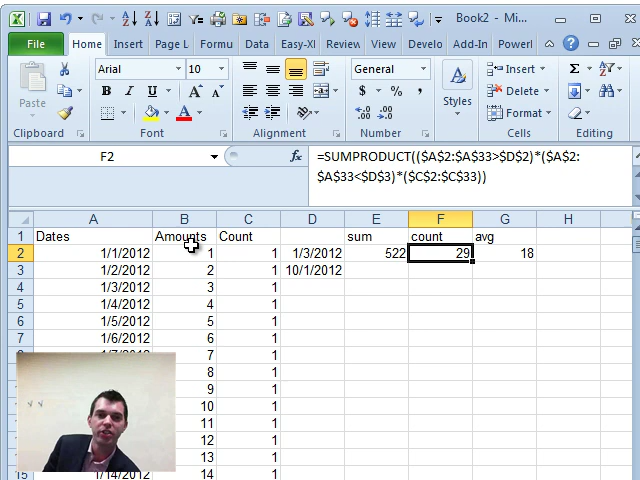 Book2 - Mi...
File Home Insert Page L Formu Data Easy-Xl Review View Develo Add-In Powerl
Arial 10 General Insert Σ
Paste B I U A A Styles Delete
A $ % , Format
Clipboard Font Alignment Number Cells Editing
F2 fx =SUMPRODUCT(($A$2:$A$33>$D$2)*($A$2:
$A$33<$D$3)*($C$2:$C$33))
A B C D E F G H
1 Dates Amounts Count sum count avg
2 1/1/2012 1 1 1/3/2012 522 29 18
3 1/2/2012 2 1 10/1/2012
4 1/3/2012 3 1
5 1/4/2012 4 1
6 1/5/2012 5 1
7 1/6/2012 6 1
1/7/2012 7 1
8 1
9 1
10 1
11 1
12 1
13 1
15 1/14/2012 14 1